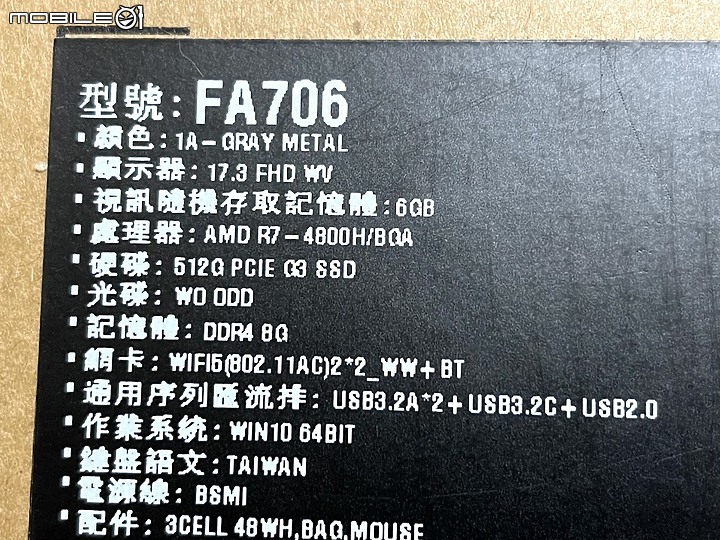 MOBILE01
型號: FA706
▪ 顏色: 1A-GRAY METAL
▪ 顯示器: 17.3 FHD WV
▪ 視訊隨機存取記憶體:6GB
▪ 處理器: AMD R7-4800H/BGA
▪ 硬碟: 512G PCIE G3 SSD
▪ 光碟: WO ODD
▪ 記憶體: DDR4 8G
▪ 網卡: WIFI5(802.11AC)2*2_WW+BT
▪ 通用序列匯流排: USB3.2A*2+USB3.2C+USB2.0
▪ 作業系統: WIN10 64BIT
▪ 鍵盤語文: TAIWAN
▪ 電源線: BSMI
▪ 配件: 3CELL 48WH,BAG,MOUSE